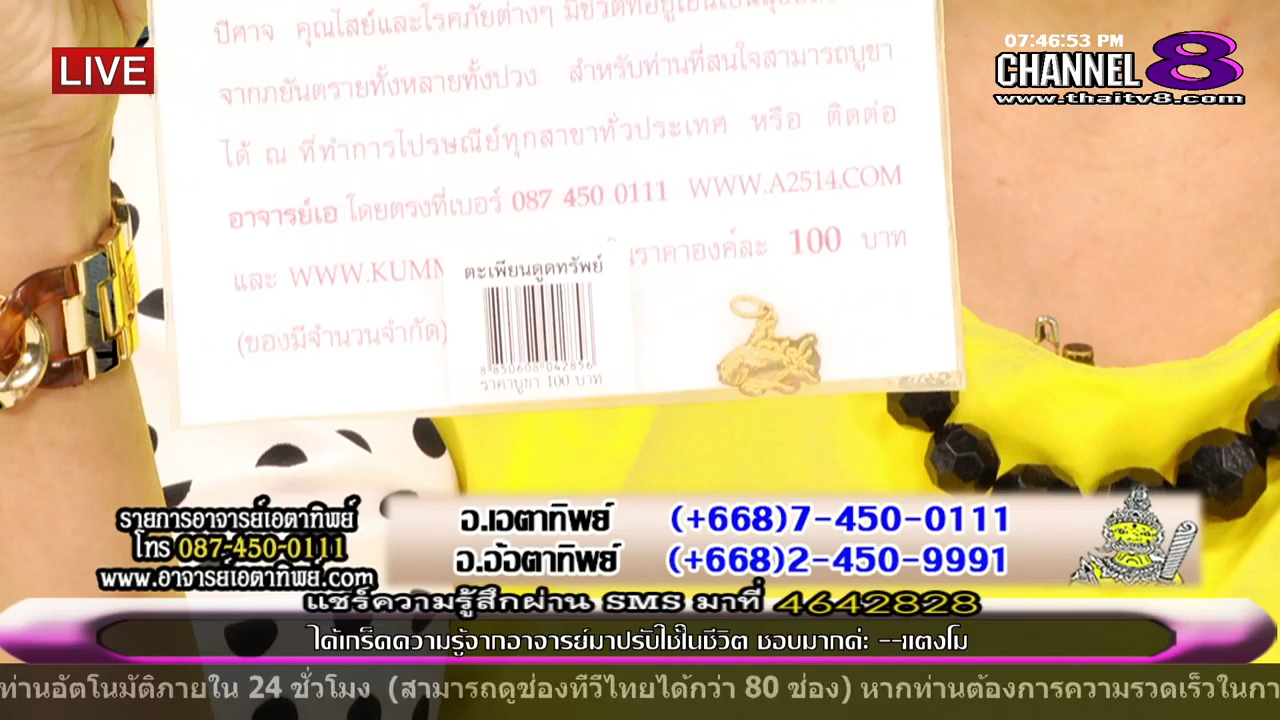 LIVE
07:46:53 PM
CHANNEL 8
www.thaitv8.com
ปีศาจ คุณไสย์และโรคภัยต่างๆ
จากภยันตรายทั้งหลายทั้งปวง สำหรับท่านที่สนใจสามารถบูชา
ได้ ณ ที่ทำการไปรษณีย์ทุกสาขาทั่วประเทศ หรือ ติดต่อ
อาจารย์เอ โดยตรงที่เบอร์ 087 450 0111 WWW.A2514.COM
และ WWW.KUMM ราคาองค์ละ 100 บาท
(ของมีจำนวนจำกัด)
ตะเพียนดูดทรัพย์
8 850608 042856
ราคาบูชา 100 บาท
รายการอาจารย์เอตาทิพย์
โทร 087-450-0111
www.อาจารย์เอตาทิพย์.com
อ.เอตาทิพย์ (+668)7-450-0111
อ.อ้อตาทิพย์ (+668)2-450-9991
แชร์ความรู้สึกผ่าน SMS มาที่ 4642828
ได้เกร็ดความรู้จากอาจารย์มาปรับใช้ในชีวิต ชอบมากค่ะ --แตงโม
ท่านอัตโนมัติภายใน 24 ชั่วโมง (สามารถดูช่องทีวีไทยได้กว่า 80 ช่อง) หากท่านต้องการความรวดเร็วในกา